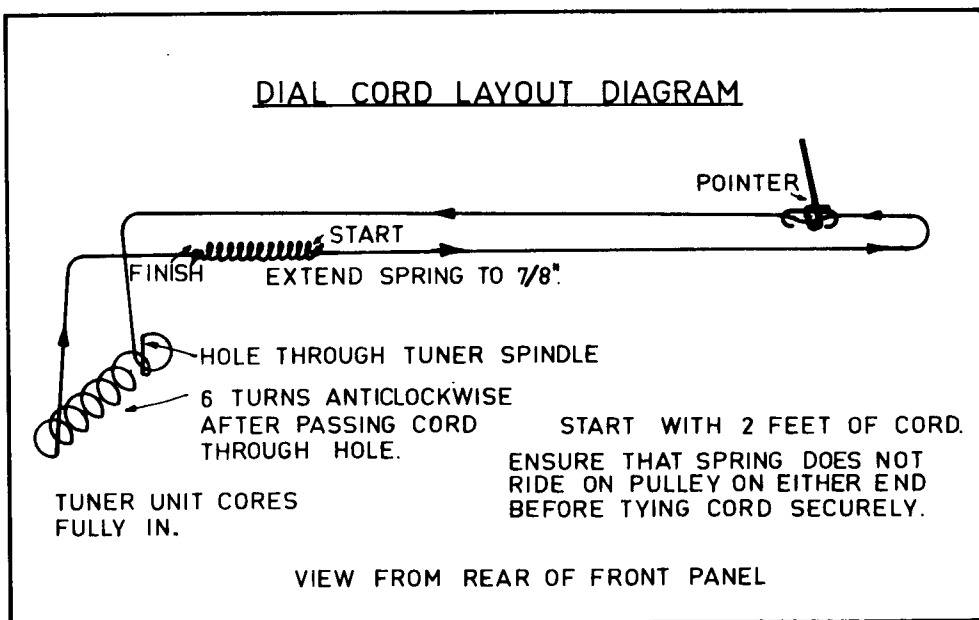 DIAL CORD LAYOUT DIAGRAM
POINTER
START
FINISH
EXTEND SPRING TO 7/8".
HOLE THROUGH TUNER SPINDLE
6 TURNS ANTICLOCKWISE
AFTER PASSING CORD
THROUGH HOLE.
START WITH 2 FEET OF CORD.
ENSURE THAT SPRING DOES NOT
RIDE ON PULLEY ON EITHER END
BEFORE TYING CORD SECURELY.
TUNER UNIT CORES
FULLY IN.
VIEW FROM REAR OF FRONT PANEL